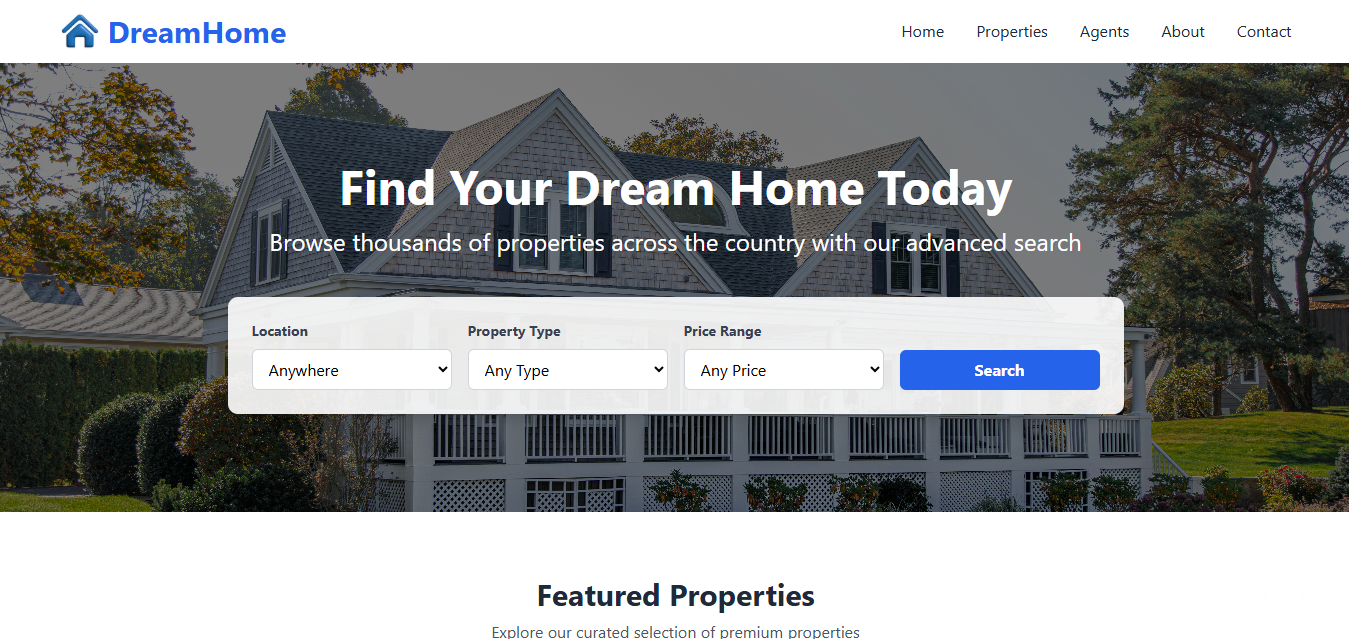 DreamHome
Home Properties Agents About Contact
Find Your Dream Home Today
Browse thousands of properties across the country with our advanced search
Location Property Type Price Range
Anywhere Any Type Any Price Search
Featured Properties
Explore our curated selection of premium properties